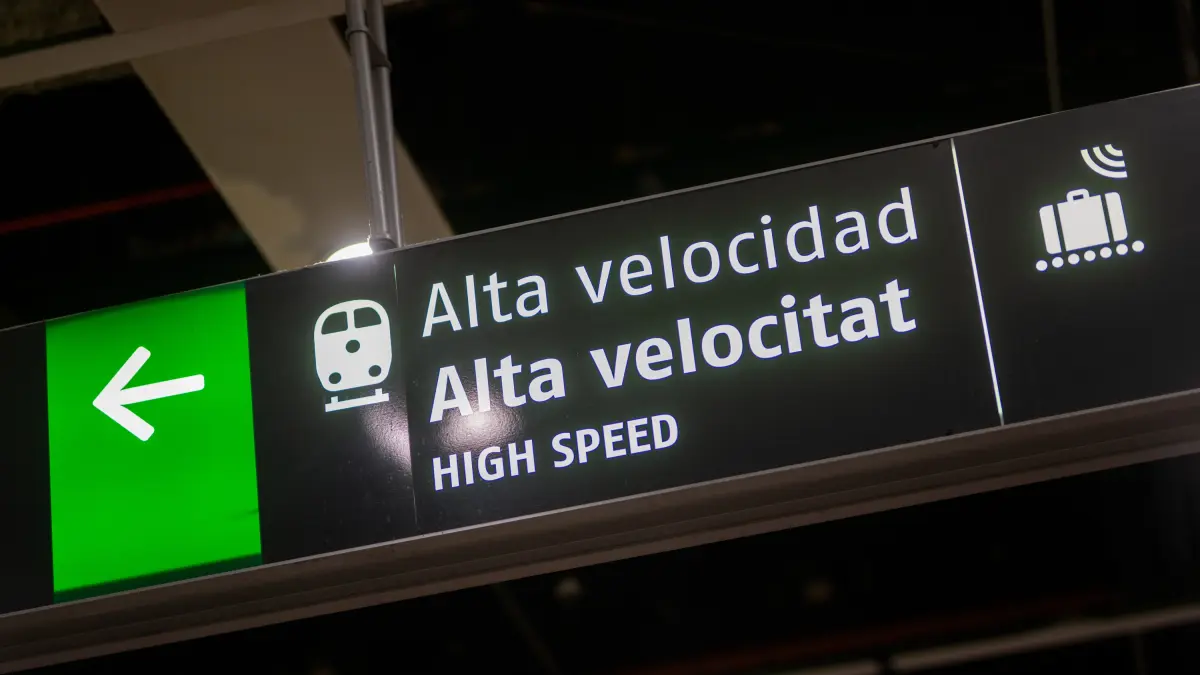 Alta velocidad
Alta velocitat
HIGH SPEED